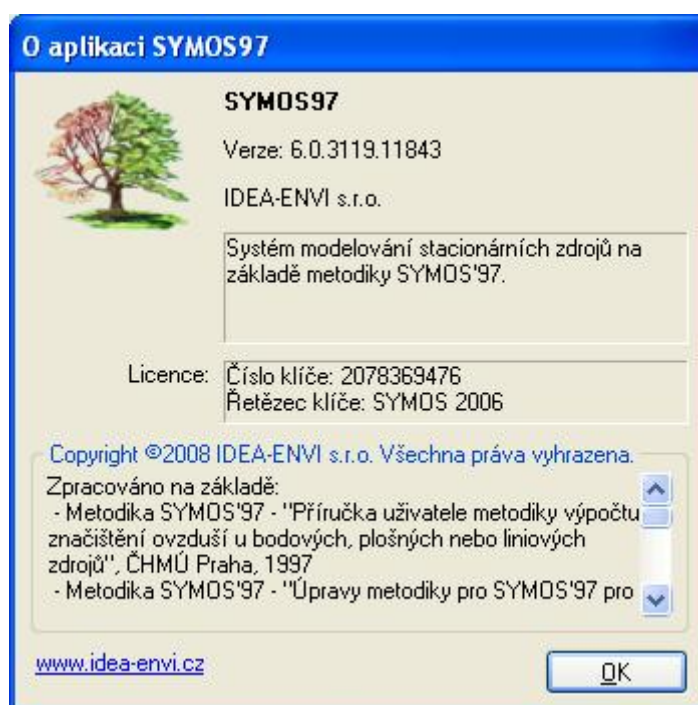 O aplikaci SYMOS97
SYMOS97
Verze: 6.0.3119.11843
IDEA-ENVI s.r.o.
Systém modelování stacionárních zdrojů na
základě metodiky SYMOS'97.
Licence:
Číslo klíče: 2078369476
Řetězec klíče: SYMOS 2006
Copyright ©2008 IDEA-ENVI s.r.o. Všechna práva vyhrazena.
Zpracováno na základě:
- Metodika SYMOS'97 - "Příručka uživatele metodiky výpočtu
značištění ovzduší u bodových, plošných nebo liniových
zdrojů", ČHMÚ Praha, 1997
- Metodika SYMOS'97 - "Úpravy metodiky pro SYMOS'97 pro
www.idea-envi.cz
OK